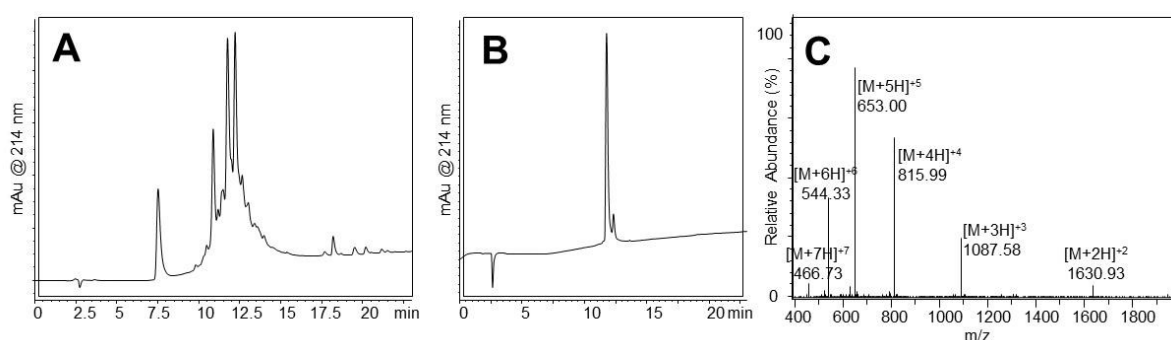 A
mAu @ 214 nm
0
2.5
5
7.5
10
12.5
15
17.5
20
min
B
mAu @ 214 nm
0
5
10
15
20
min
C
Relative Abundance (%)
100
0
[M+5H]+5
653.00
[M+4H]+4
815.99
[M+6H]+6
544.33
[M+3H]+3
1087.58
[M+7H]+7
466.73
[M+2H]+2
1630.93
400
600
800
1000
1200
1400
1600
1800
m/z